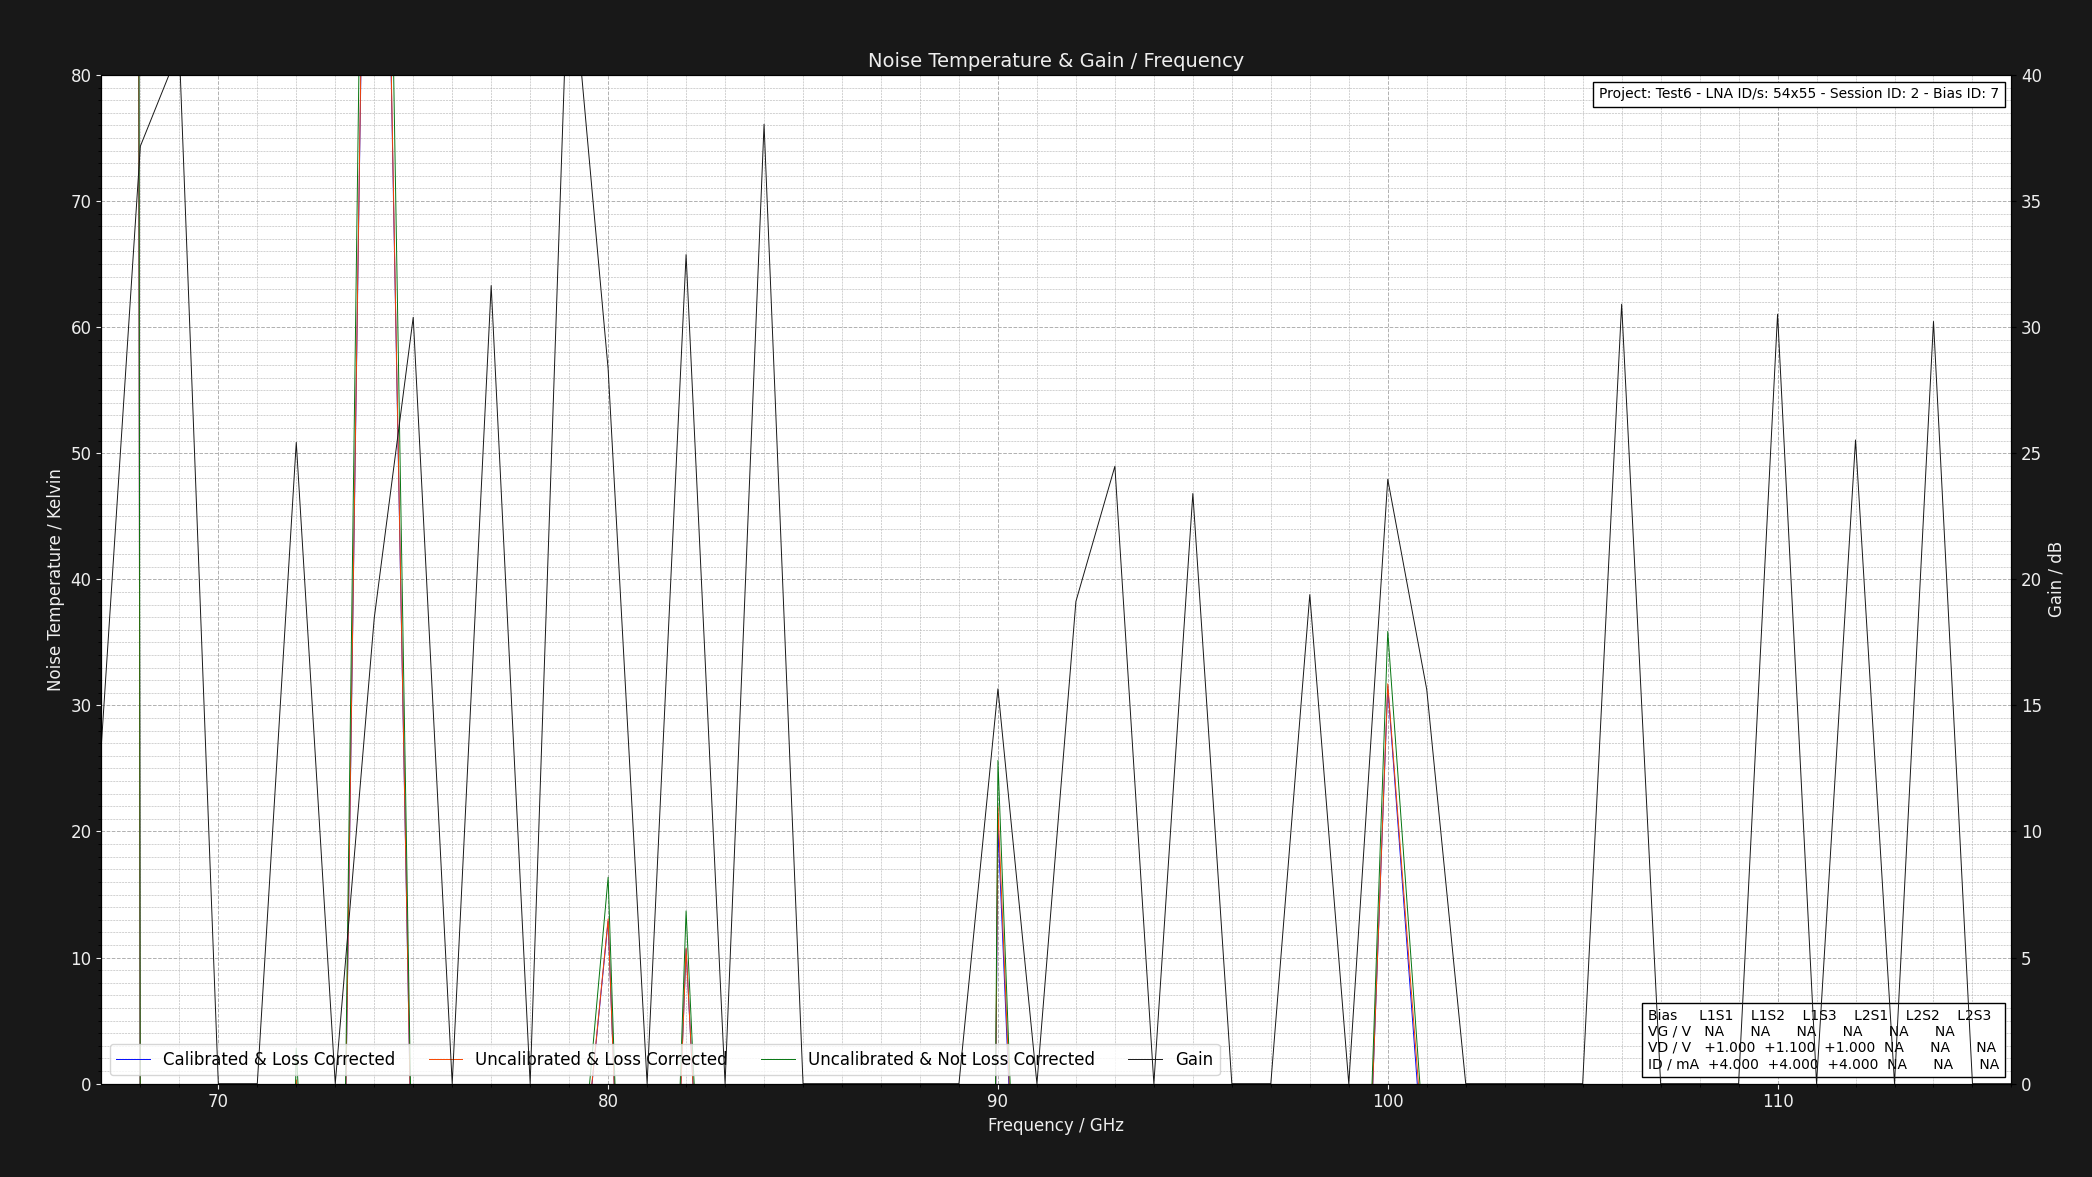 Noise Temperature & Gain / Frequency
Project: Test6 - LNA ID/s: 54x55 - Session ID: 2 - Bias ID: 7
80
70
60
50
40
30
20
10
0
Noise Temperature / Kelvin
40
35
30
25
20
15
10
5
0
Gain / dB
Bias L1S1 L1S2 L1S3 L2S1 L2S2 L2S3
VG / V NA NA NA NA NA NA
VD / V +1.000 +1.100 +1.000 NA NA NA
ID / mA +4.000 +4.000 +4.000 NA NA NA
Calibrated & Loss Corrected Uncalibrated & Loss Corrected Uncalibrated & Not Loss Corrected Gain
70 80 90 100 110
Frequency / GHz